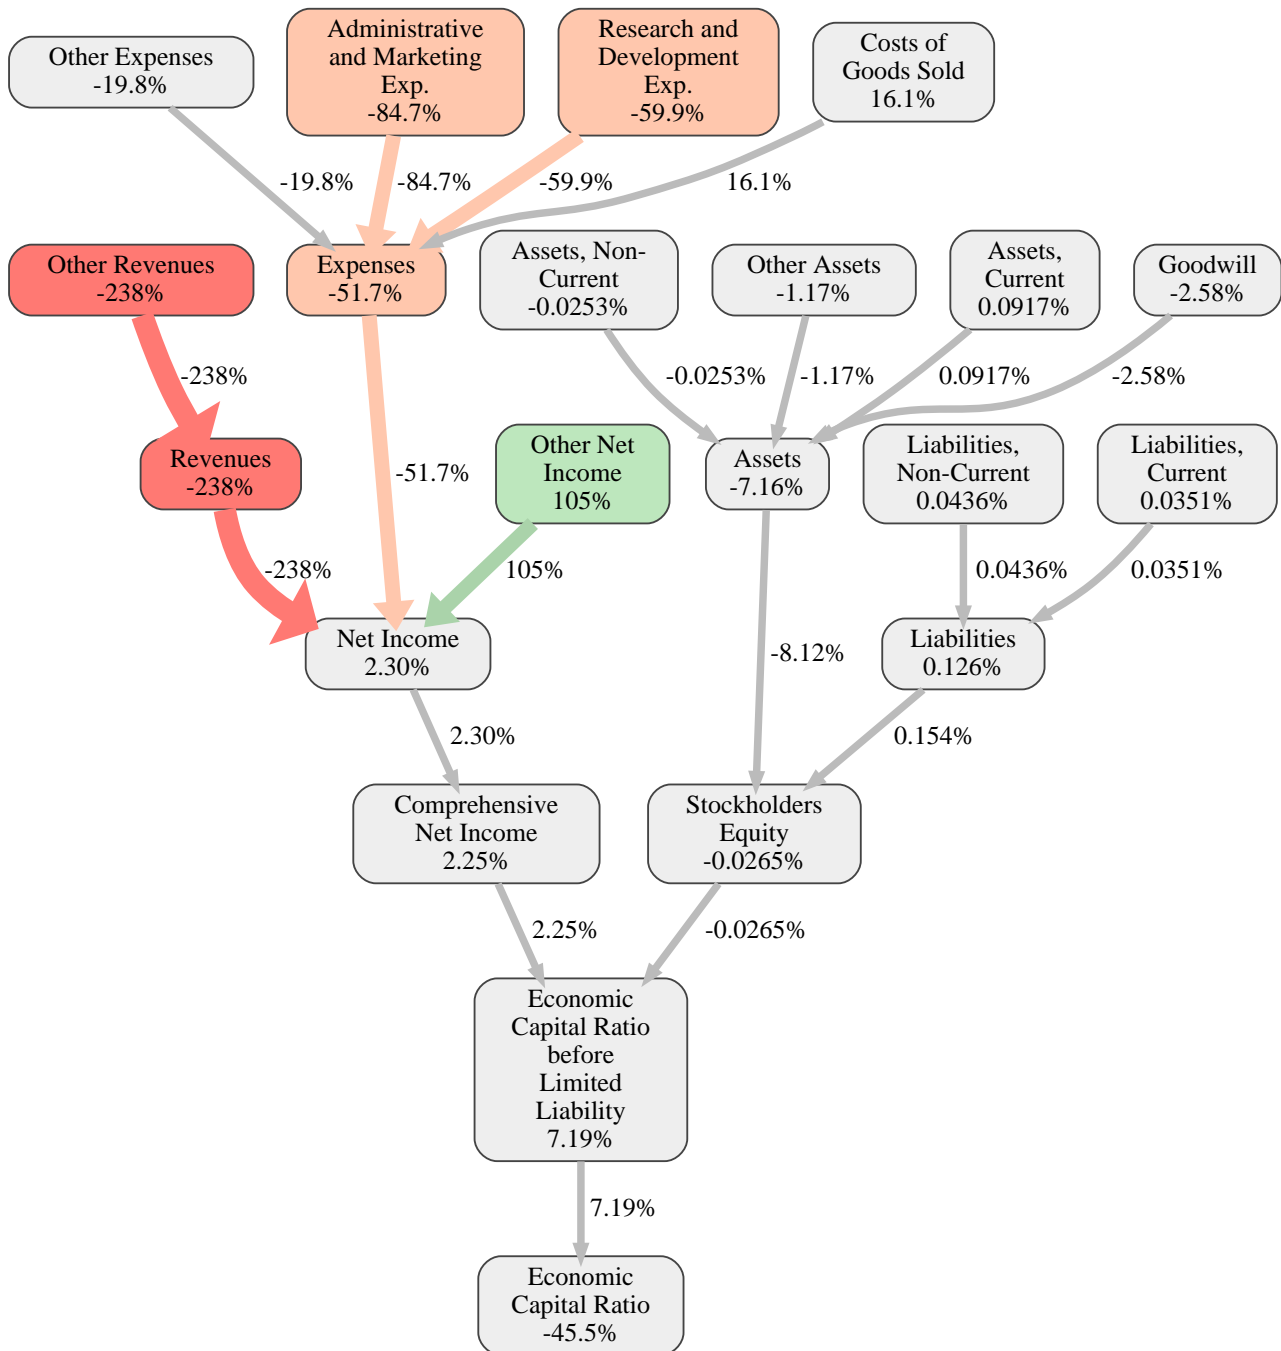 Other Expenses
-19.8%
Administrative
and Marketing
Exp.
-84.7%
Research and
Development
Exp.
-59.9%
Costs of
Goods Sold
16.1%
-19.8%
-84.7%
-59.9%
16.1%
Other Revenues
-238%
Expenses
-51.7%
Assets, Non-
Current
-0.0253%
Other Assets
-1.17%
Assets,
Current
0.0917%
Goodwill
-2.58%
-238%
-0.0253%
-1.17%
0.0917%
-2.58%
Revenues
-238%
-51.7%
Other Net
Income
105%
Assets
-7.16%
Liabilities,
Non-Current
0.0436%
Liabilities,
Current
0.0351%
-238%
105%
0.0436%
0.0351%
Net Income
2.30%
-8.12%
Liabilities
0.126%
2.30%
0.154%
Comprehensive
Net Income
2.25%
Stockholders
Equity
-0.0265%
2.25%
-0.0265%
Economic
Capital Ratio
before
Limited
Liability
7.19%
7.19%
Economic
Capital Ratio
-45.5%